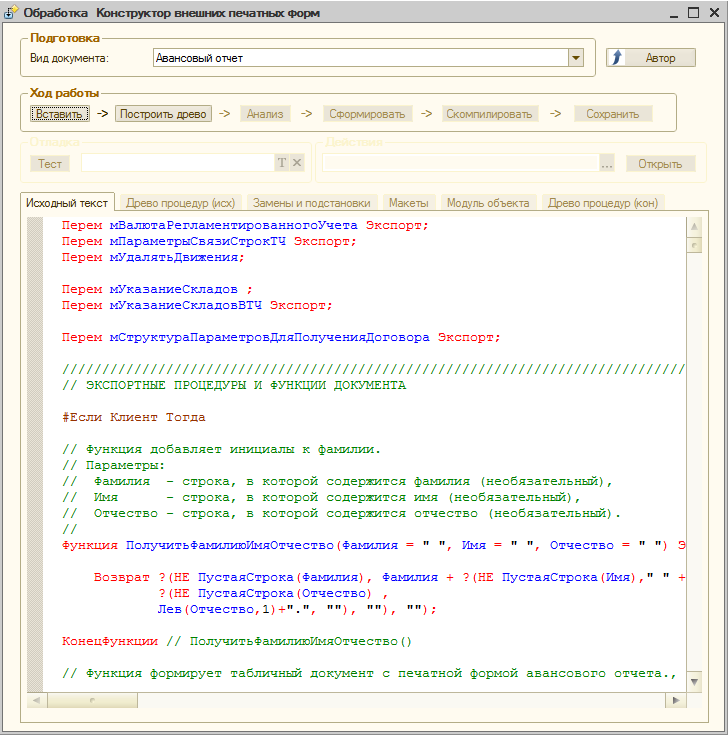 Обработка Конструктор внешних печатных форм
Подготовка
Вид документа: Авансовый отчет Автор
Ход работы
Вставить -> Построить древо -> Анализ -> Сформировать -> Скомпилировать -> Сохранить
Отладка Действия
Тест T × ... Открыть
Исходный текст Древо процедур (исх) Замены и подстановки Макеты Модуль объекта Древо процедур (кон)
Перем мВалютаРегламентированногоУчета Экспорт;
Перем мПараметрыСвязиСтрокТЧ Экспорт;
Перем мУдалятьДвижения;
Перем мУказаниеСкладов ;
Перем мУказаниеСкладовВТЧ Экспорт;
Перем мСтруктураПараметровДляПолученияДоговора Экспорт;
//////////////////////////////////////////////////////////////////////////////
// ЭКСПОРТНЫЕ ПРОЦЕДУРЫ И ФУНКЦИИ ДОКУМЕНТА
#Если Клиент Тогда
// Функция добавляет инициалы к фамилии.
// Параметры:
//  Фамилия  - строка, в которой содержится фамилия (необязательный),
//  Имя      - строка, в которой содержится имя (необязательный),
//  Отчество - строка, в которой содержится отчество (необязательный).
//
Функция ПолучитьФамилиюИмяОтчество(Фамилия = " ", Имя = " ", Отчество = " ") Э
Возврат ?(НЕ ПустаяСтрока(Фамилия), Фамилия + ?(НЕ ПустаяСтрока(Имя)," " +
?(НЕ ПустаяСтрока(Отчество) ,
Лев(Отчество,1)+".", ""), ""), "");
КонецФункции // ПолучитьФамилиюИмяОтчество()
// Функция формирует табличный документ с печатной формой авансового отчета.,